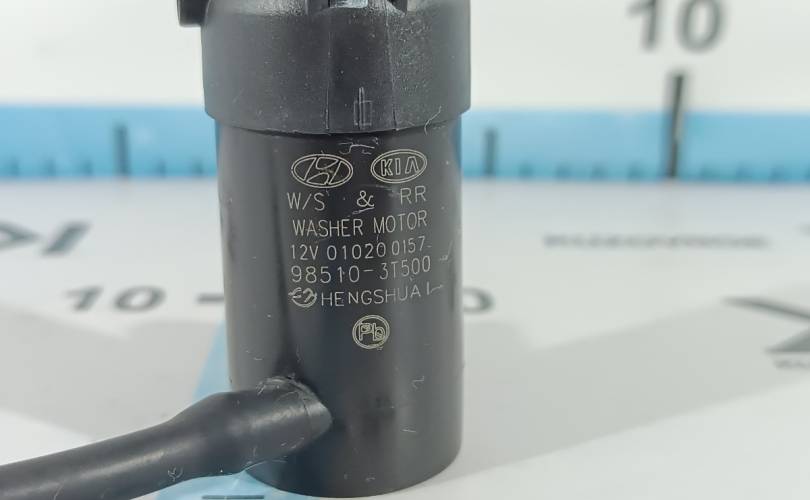 10
KIA
W/S & RR
WASHER MOTOR
12V 01020 0157
98510-3T500
HENGSHUAI
Pb
10